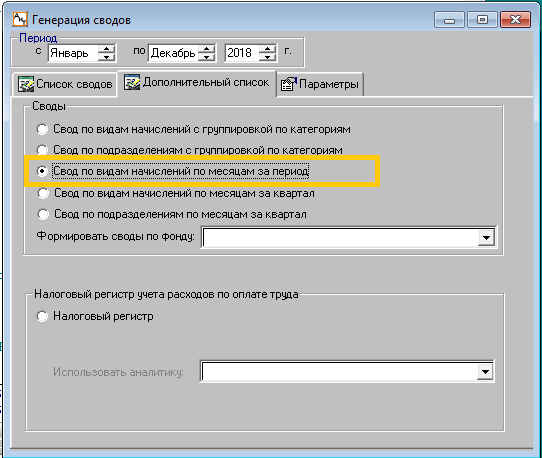 Генерация сводов
Период
с Январь по Декабрь 2018 г.
Список сводов Дополнительный список Параметры
Своды
Свод по видам начислений с группировкой по категориям
Свод по подразделениям с группировкой по категориям
Свод по видам начислений по месяцам за период
Свод по видам начислений по месяцам за квартал
Свод по подразделениям по месяцам за квартал
Формировать своды по фонду:
Налоговый регистр учета расходов по оплате труда
Налоговый регистр
Использовать аналитику: